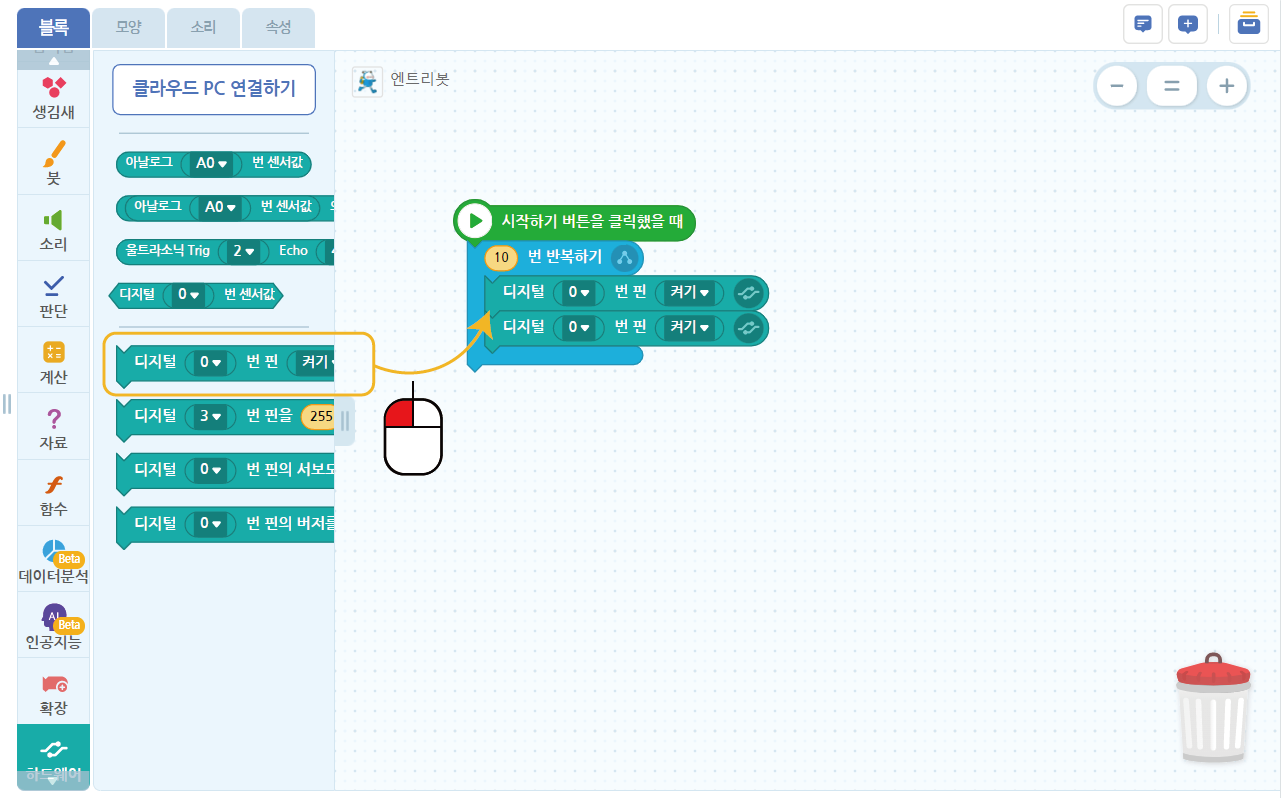 블록
모양
소리
속성
생김새
붓
소리
판단
계산
자료
함수
Beta
데이터분석
AI
Beta
인공지능
확장
하드웨어
클라우드 PC 연결하기
아날로그 A0 번 센서값
아날로그 A0 번 센서값
울트라소닉 Trig 2 Echo
디지털 0 번 센서값
디지털 0 번 핀 켜기
디지털 3 번 핀을 255
디지털 0 번 핀의 서보모
디지털 0 번 핀의 버저를
엔트리봇
시작하기 버튼을 클릭했을 때
10 번 반복하기
디지털 0 번 핀 켜기
디지털 0 번 핀 켜기